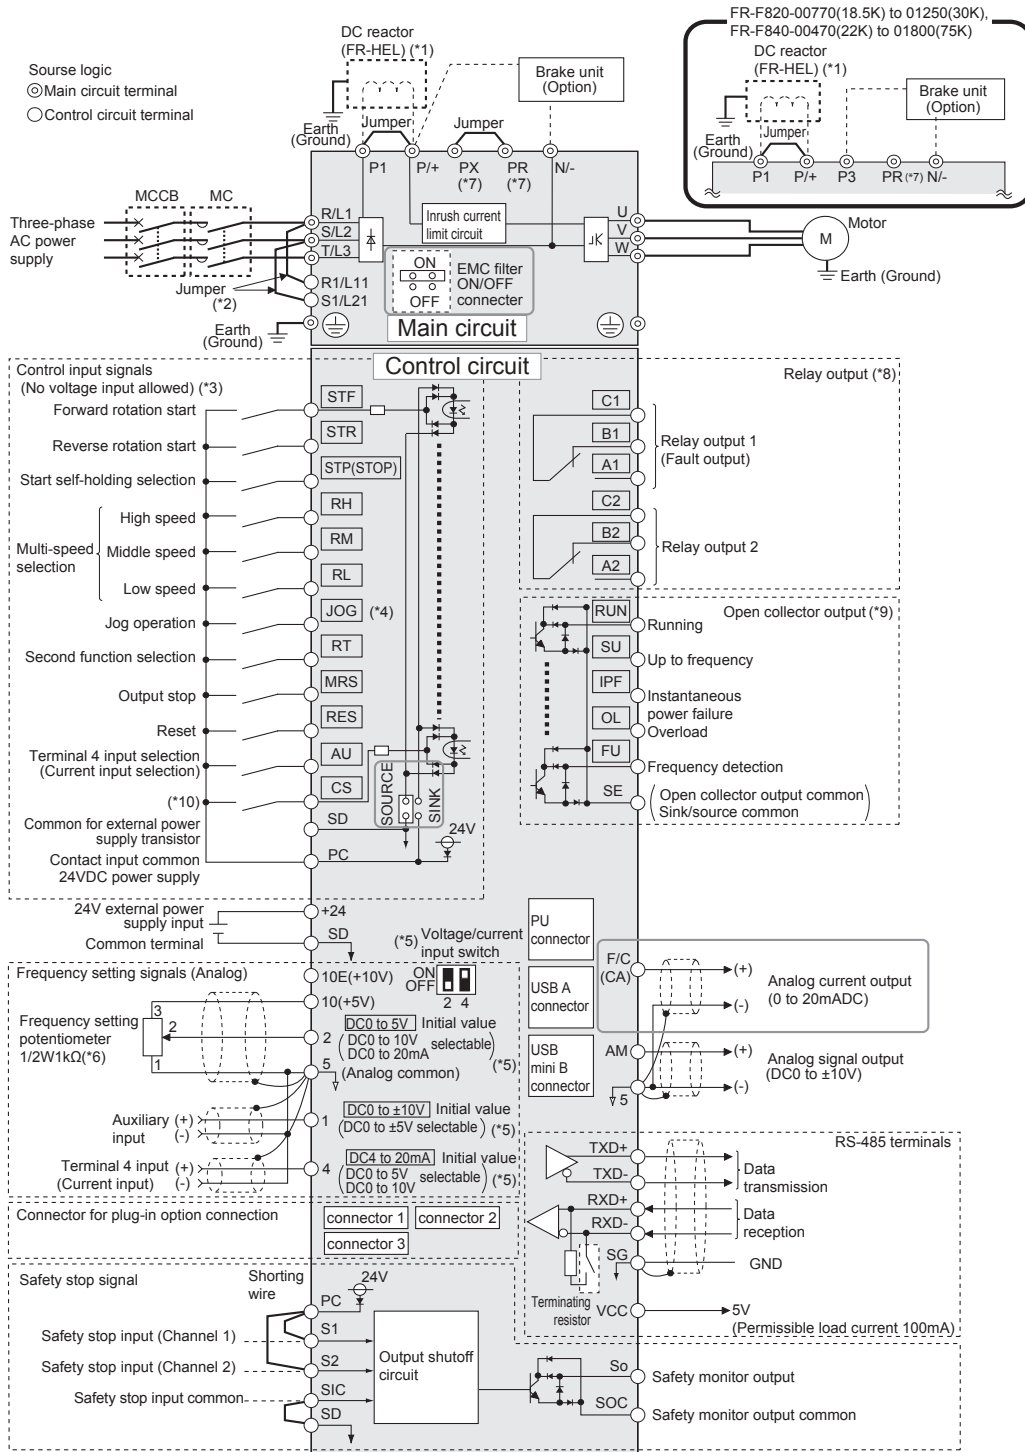 FR-F820-00770(18.5K) to 01250(30K),
FR-F840-00470(22K) to 01800(75K)
DC reactor
(FR-HEL) (*1)
Brake unit
(Option)
Jumper
Earth
(Ground)
P1
P/+
P3
PR(*7)
N/-
Sourse logic
Main circuit terminal
Control circuit terminal
DC reactor
(FR-HEL) (*1)
Brake unit
(Option)
Earth
(Ground)
Jumper
Jumper
P1
P/+
PX
(*7)
PR
(*7)
N/-
MCCB
MC
Three-phase
AC power
supply
R/L1
S/L2
T/L3
R1/L11
S1/L21
Jumper
(*2)
Earth
(Ground)
Inrush current
limit circuit
ON
OFF
EMC filter
ON/OFF
connecter
Main circuit
U
V
W
M
Motor
Earth (Ground)
Control circuit
Control input signals
(No voltage input allowed) (*3)
Forward rotation start
STF
Reverse rotation start
STR
Start self-holding selection
STP(STOP)
Multi-speed
selection
High speed
RH
Middle speed
RM
Low speed
RL
Jog operation
JOG
(*4)
Second function selection
RT
Output stop
MRS
Reset
RES
Terminal 4 input selection
(Current input selection)
AU
(*10)
CS
SOURCE
SINK
Common for external power
supply transistor
SD
24V
Contact input common
24VDC power supply
PC
Relay output (*8)
C1
B1
A1
Relay output 1
(Fault output)
C2
B2
A2
Relay output 2
Open collector output (*9)
RUN
Running
SU
Up to frequency
IPF
Instantaneous
power failure
OL
Overload
FU
Frequency detection
SE
Open collector output common
Sink/source common
24V external power
supply input
+24
Common terminal
SD
(*5)
Voltage/current
input switch
ON
OFF
2 4
Frequency setting signals (Analog)
10E(+10V)
10(+5V)
Frequency setting
potentiometer
1/2W1kΩ(*6)
3
2
1
2
DC0 to 5V
Initial value
DC0 to 10V
DC0 to 20mA
selectable
(*5)
5
(Analog common)
Auxiliary
input
(+)
(-)
1
DC0 to ±10V
Initial value
DC0 to ±5V selectable
(*5)
Terminal 4 input
(Current input)
(+)
(-)
4
DC4 to 20mA
Initial value
DC0 to 5V
DC0 to 10V
selectable
(*5)
Connector for plug-in option connection
connector 1
connector 2
connector 3
PU
connector
USB A
connector
USB
mini B
connector
F/C
(CA)
(+)
(-)
Analog current output
(0 to 20mADC)
AM
(+)
(-)
5
Analog signal output
(DC0 to ±10V)
RS-485 terminals
TXD+
TXD-
Data
transmission
RXD+
RXD-
Data
reception
SG
GND
Terminating
resistor
VCC
5V
(Permissible load current 100mA)
Safety stop signal
Shorting
wire
24V
PC
Safety stop input (Channel 1)
S1
Safety stop input (Channel 2)
S2
Safety stop input common
SIC
SD
Output shutoff
circuit
So
Safety monitor output
SOC
Safety monitor output common